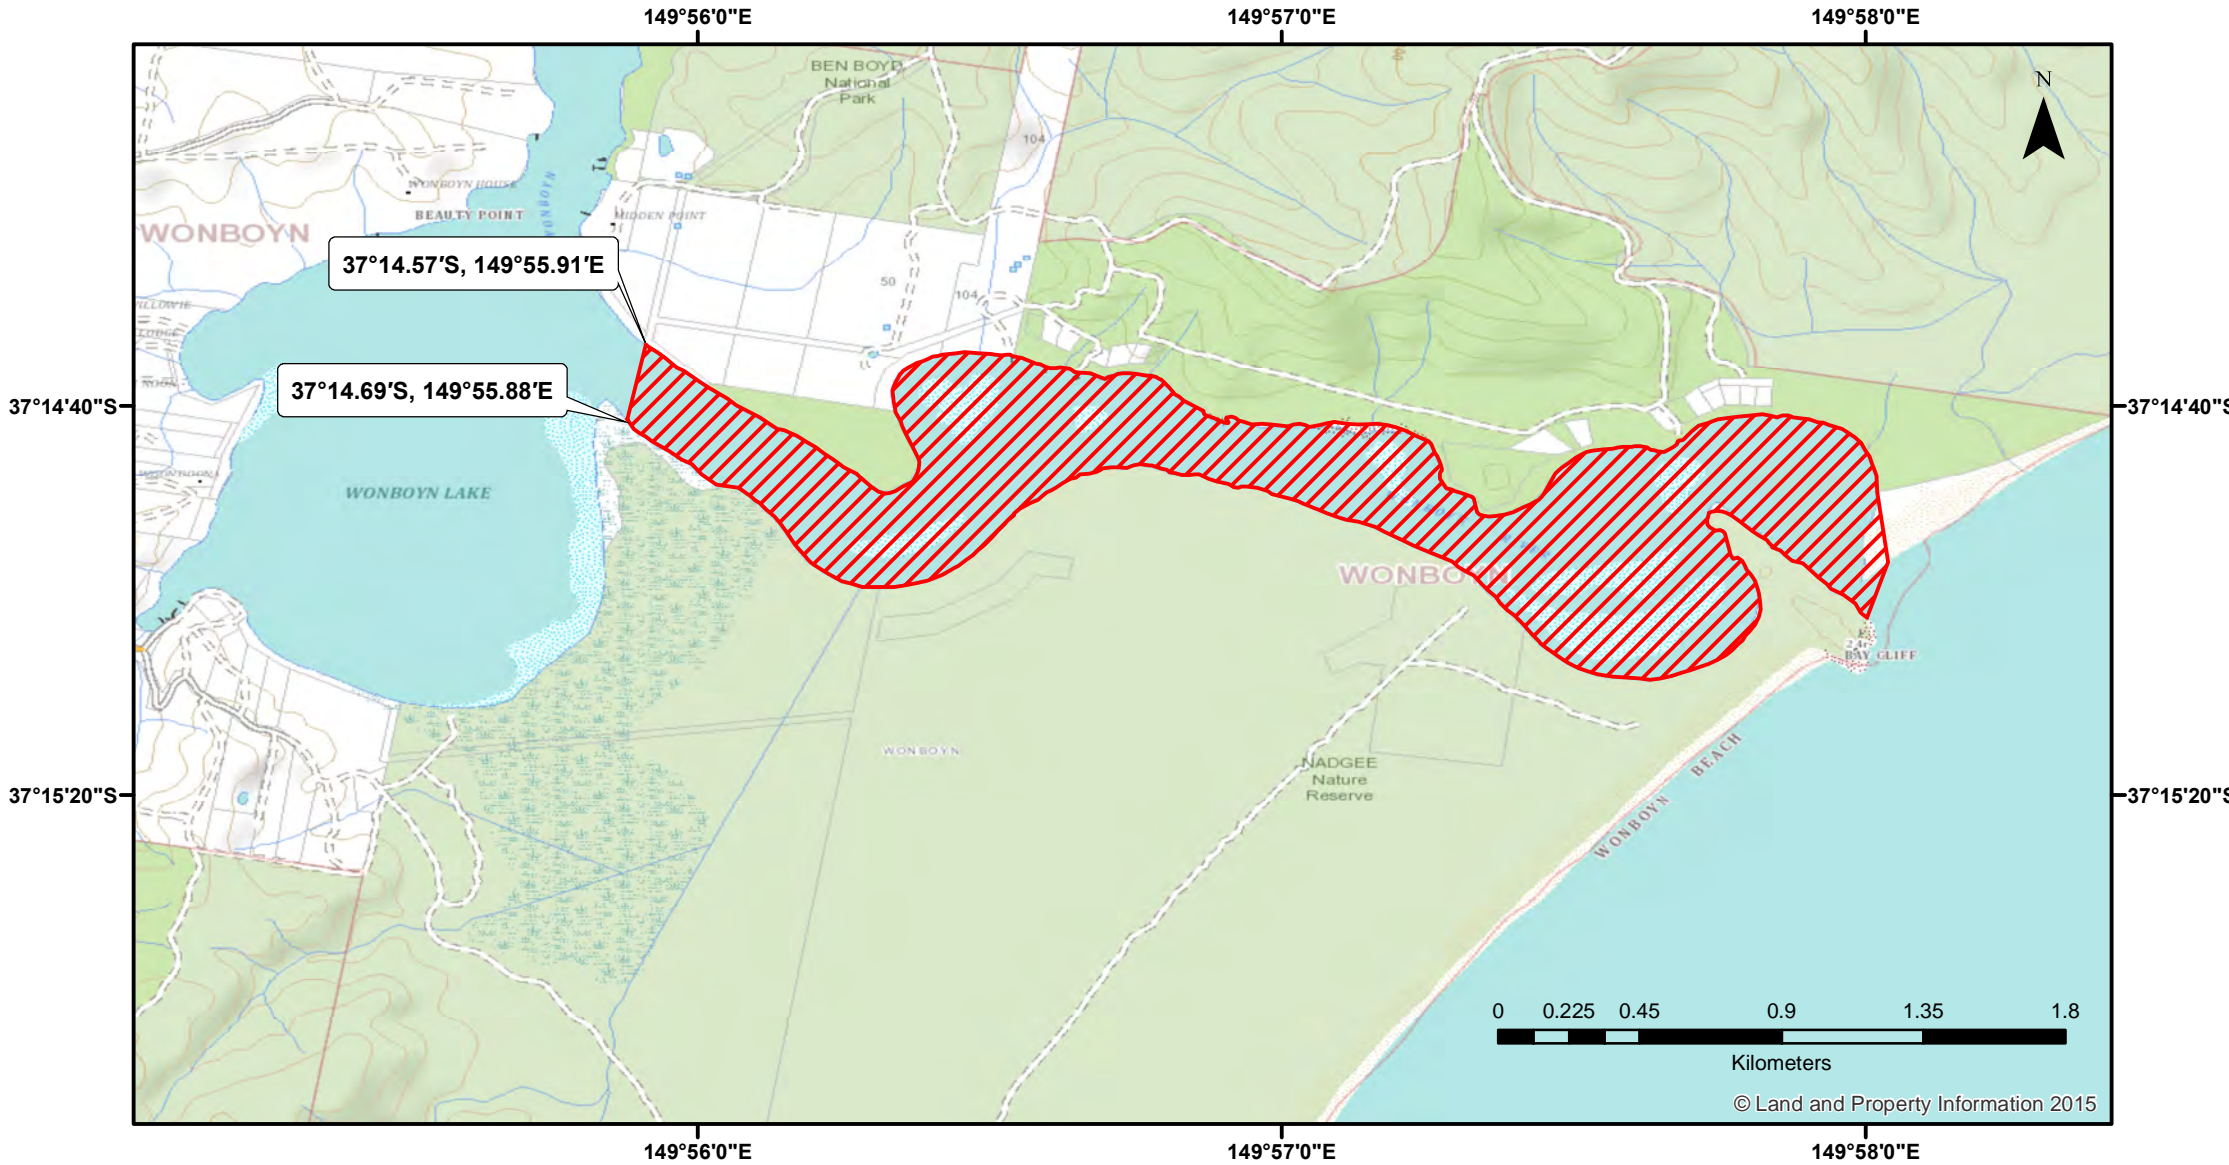 149°56'0"E 149°57'0"E 149°58'0"E
BEN BOYD
National
Park
N
104
WONBOYN HOUSE
BEAUTY POINT
WONBOYN
MIDDEN POINT
WONBOYN
37°14.57'S, 149°55.91'E
50
104
LODGE
37°14.69'S, 149°55.88'E
NOON
37°14'40"S 37°14'40"S
WONBOYN LAKE
WONBOYN
BAY CLIFF
WONBOYN
NADGEE
Nature
Reserve
WONBOYN BEACH
37°15'20"S 37°15'20"S
0 0.225 0.45 0.9 1.35 1.8
Kilometers
© Land and Property Information 2015
149°56'0"E 149°57'0"E 149°58'0"E